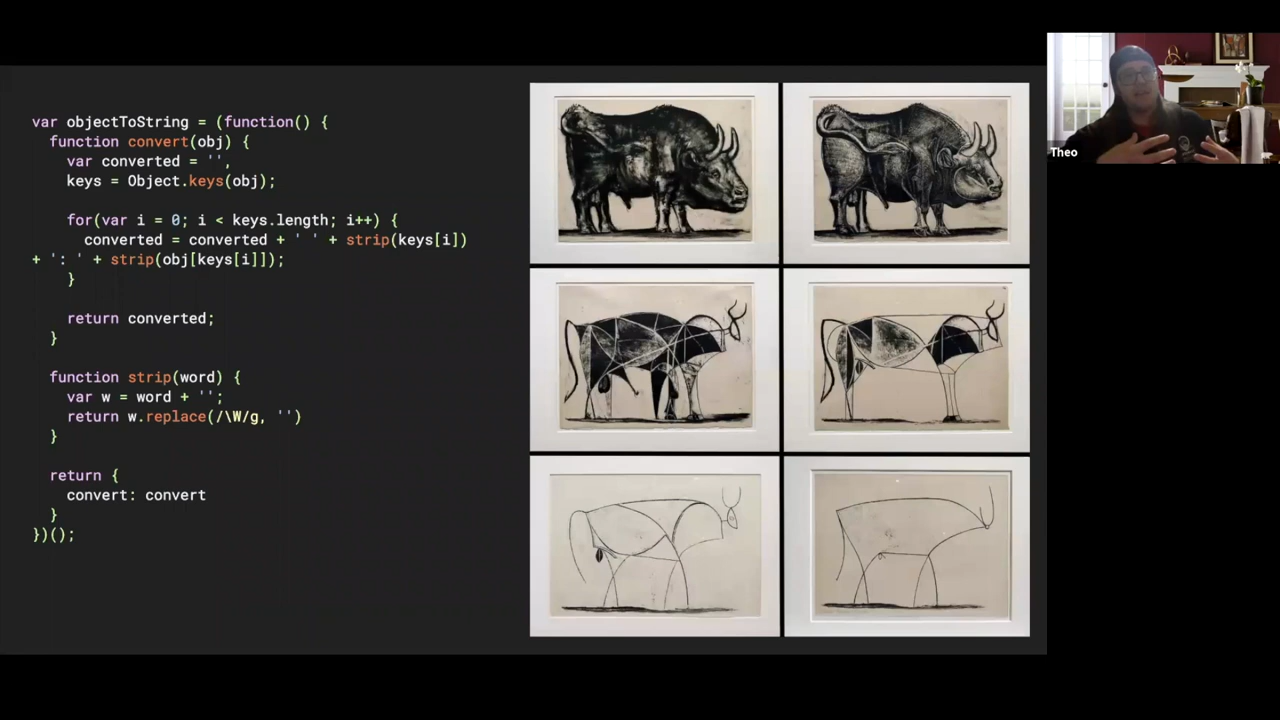 var objectToString = (function() {
function convert(obj) {
var converted = '',
keys = Object.keys(obj);
for(var i = 0; i < keys.length; i++) {
converted = converted + ' ' + strip(keys[i])
+ ': ' + strip(obj[keys[i]]);
}
return converted;
}
function strip(word) {
var w = word + '';
return w.replace(/\W/g, '')
}
return {
convert: convert
}
})();
Theo